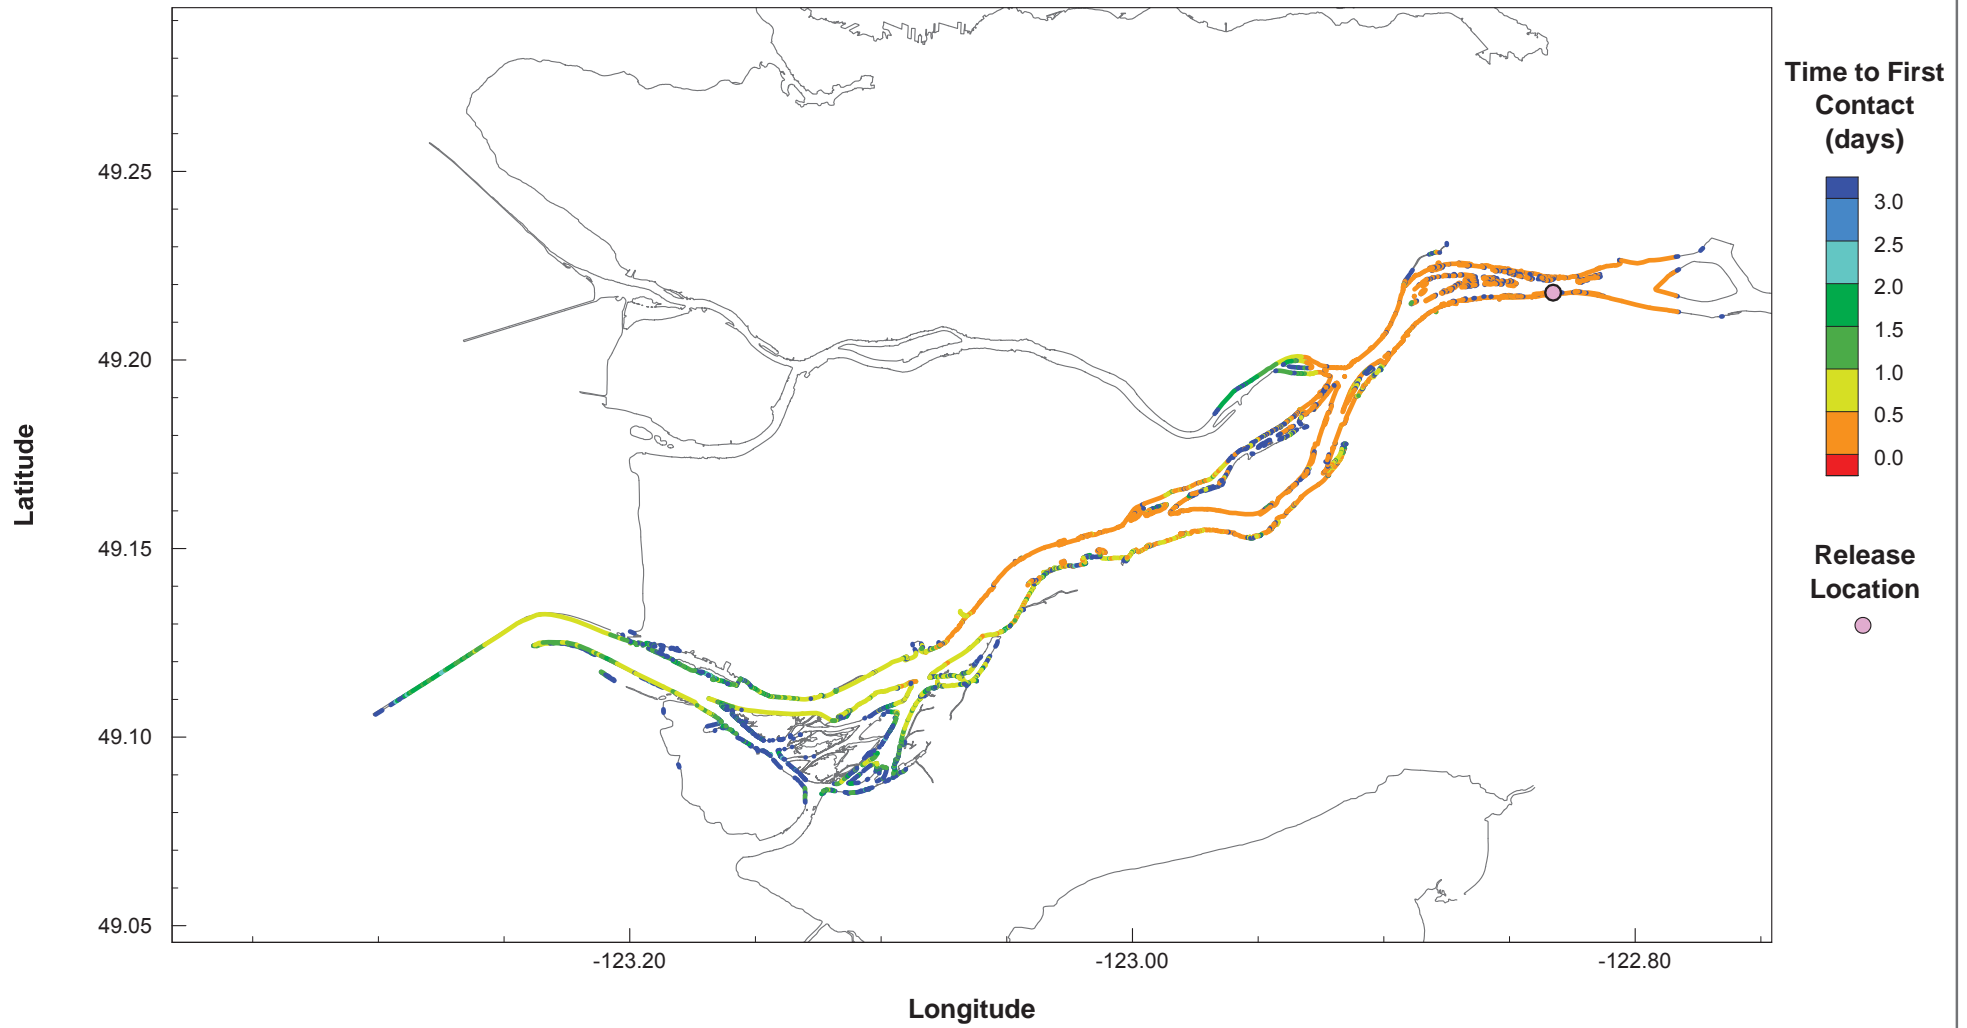 Time to First
Contact
(days)
3.0
2.5
2.0
1.5
1.0
0.5
0.0
Release
Location
Latitude
49.25
49.20
49.15
49.10
49.05
-123.20
-123.00
-122.80
Longitude